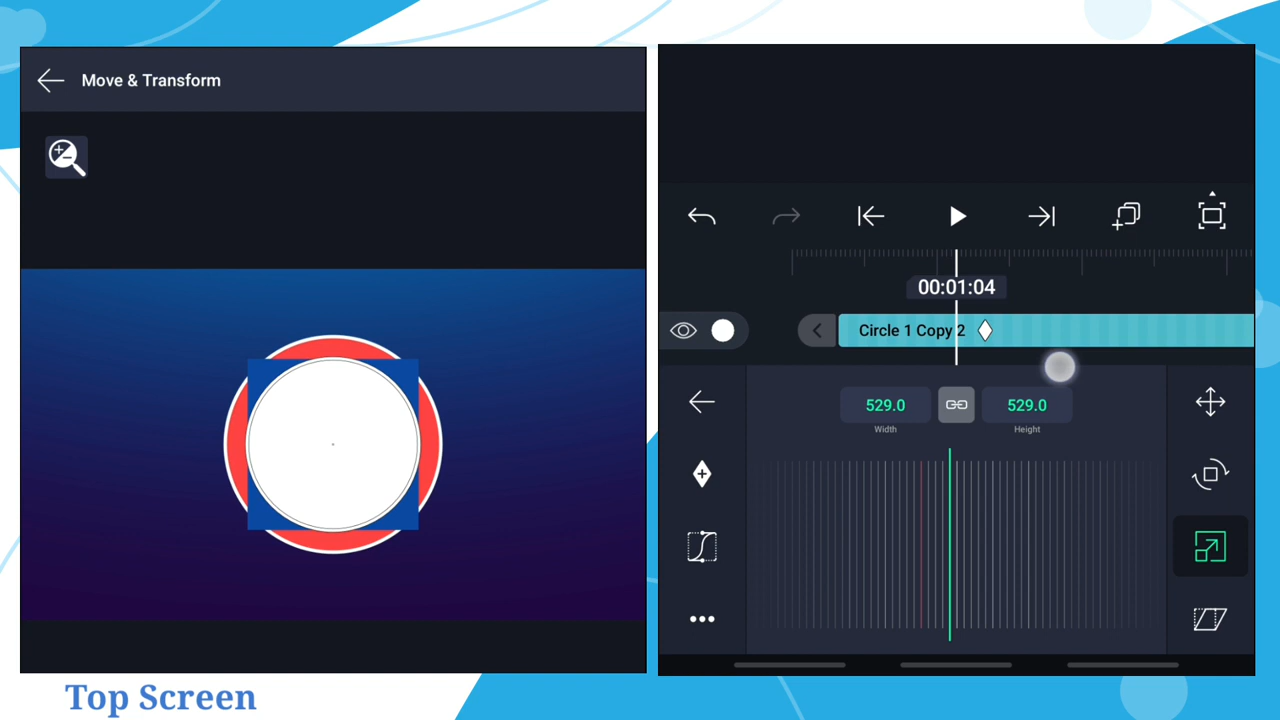 Move & Transform
00:01:04
Circle 1 Copy 2
529.0
529.0
Width
Height
Top Screen